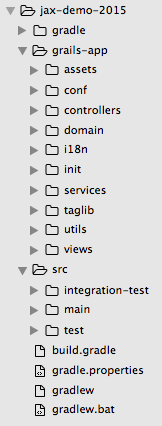 jax-demo-2015
gradle
grails-app
assets
conf
controllers
domain
i18n
init
services
taglib
utils
views
src
integration-test
main
test
build.gradle
gradle.properties
gradlew
gradlew.bat